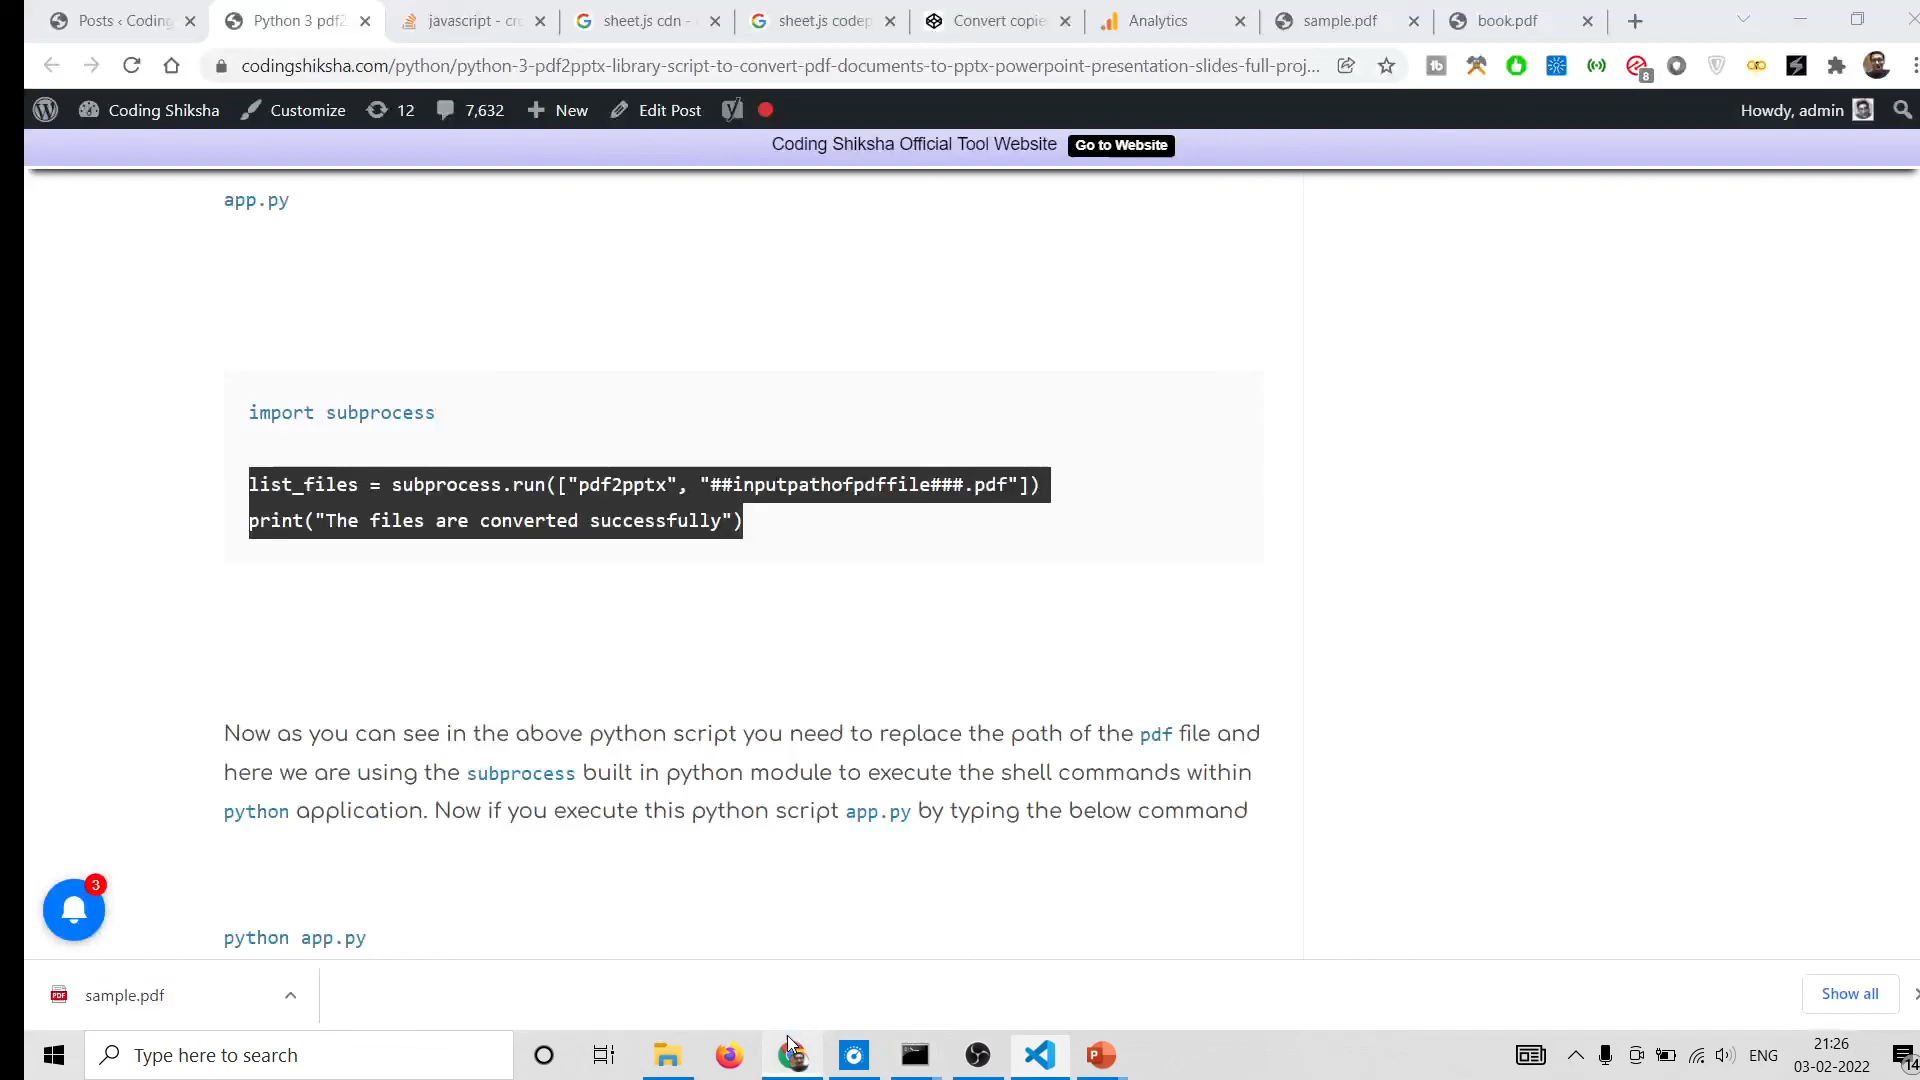 Posts ‹ Coding
Python 3 pdf2
javascript - cr
sheet.js cdn -
sheet.js codep
Convert copie
Analytics
sample.pdf
book.pdf
codingshiksha.com/python/python-3-pdf2pptx-library-script-to-convert-pdf-documents-to-pptx-powerpoint-presentation-slides-full-proj...
8
Coding Shiksha
Customize
12
7,632
New
Edit Post
Howdy, admin
Coding Shiksha Official Tool Website
Go to Website
app.py
import subprocess
list_files = subprocess.run(["pdf2pptx", "##inputpathofpdffile###.pdf"])
print("The files are converted successfully")
Now as you can see in the above python script you need to replace the path of the pdf file and
here we are using the subprocess built in python module to execute the shell commands within
python application. Now if you execute this python script app.py by typing the below command
3
python app.py
PDF
sample.pdf
Show all
Type here to search
ENG
21:26
03-02-2022
14